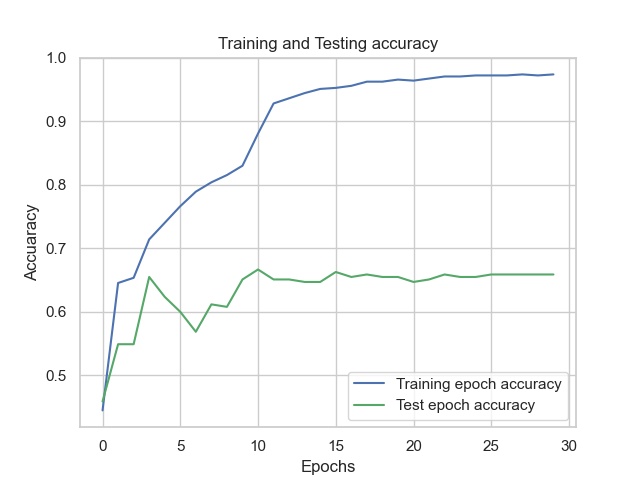 Training and Testing accuracy
1.0
0.9
0.8
0.7
0.6
0.5
Accuaracy
Training epoch accuracy
Test epoch accuracy
0 5 10 15 20 25 30
Epochs